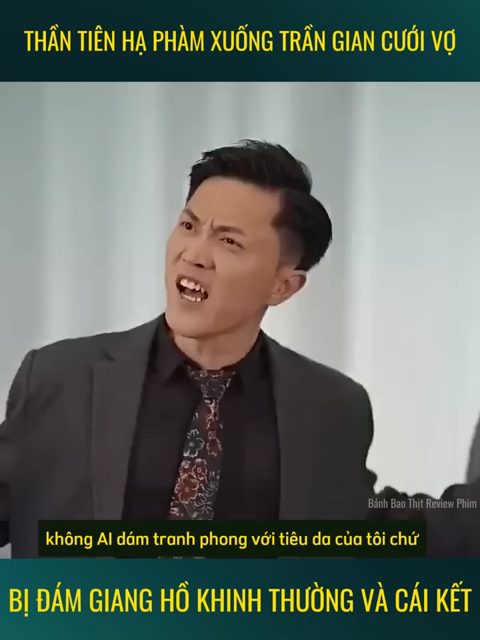 THẦN TIÊN HẠ PHÀM XUỐNG TRẦN GIAN CƯỚI VỢ
Bánh Bao Thịt Review Phim
không AI dám tranh phong với tiêu da của tôi chứ
BỊ ĐÁM GIANG HỒ KHINH THƯỜNG VÀ CÁI KẾT